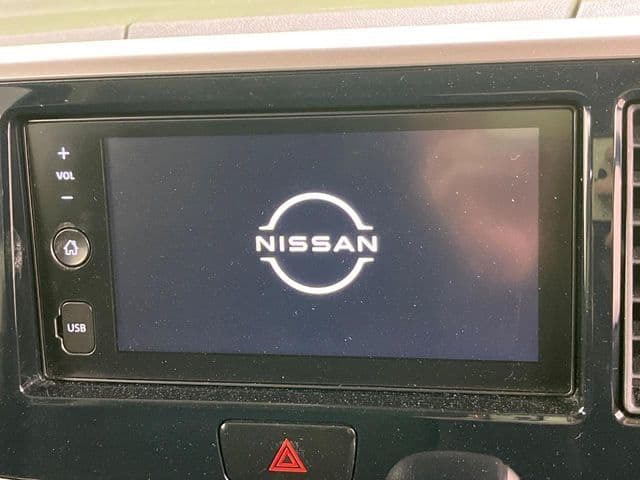 +
VOL
-
NISSAN
USB